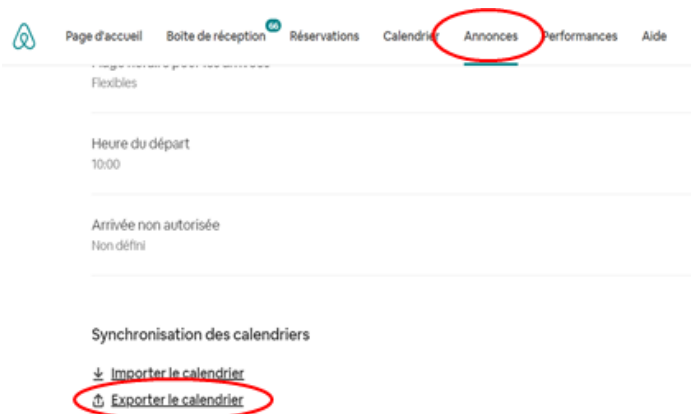 Page d'accueil Boîte de réception 66 Réservations Calendrier Annonces Performances Aide
Flexibles
Heure du départ
10:00
Arrivée non autorisée
Non défini
Synchronisation des calendriers
Importer le calendrier
Exporter le calendrier